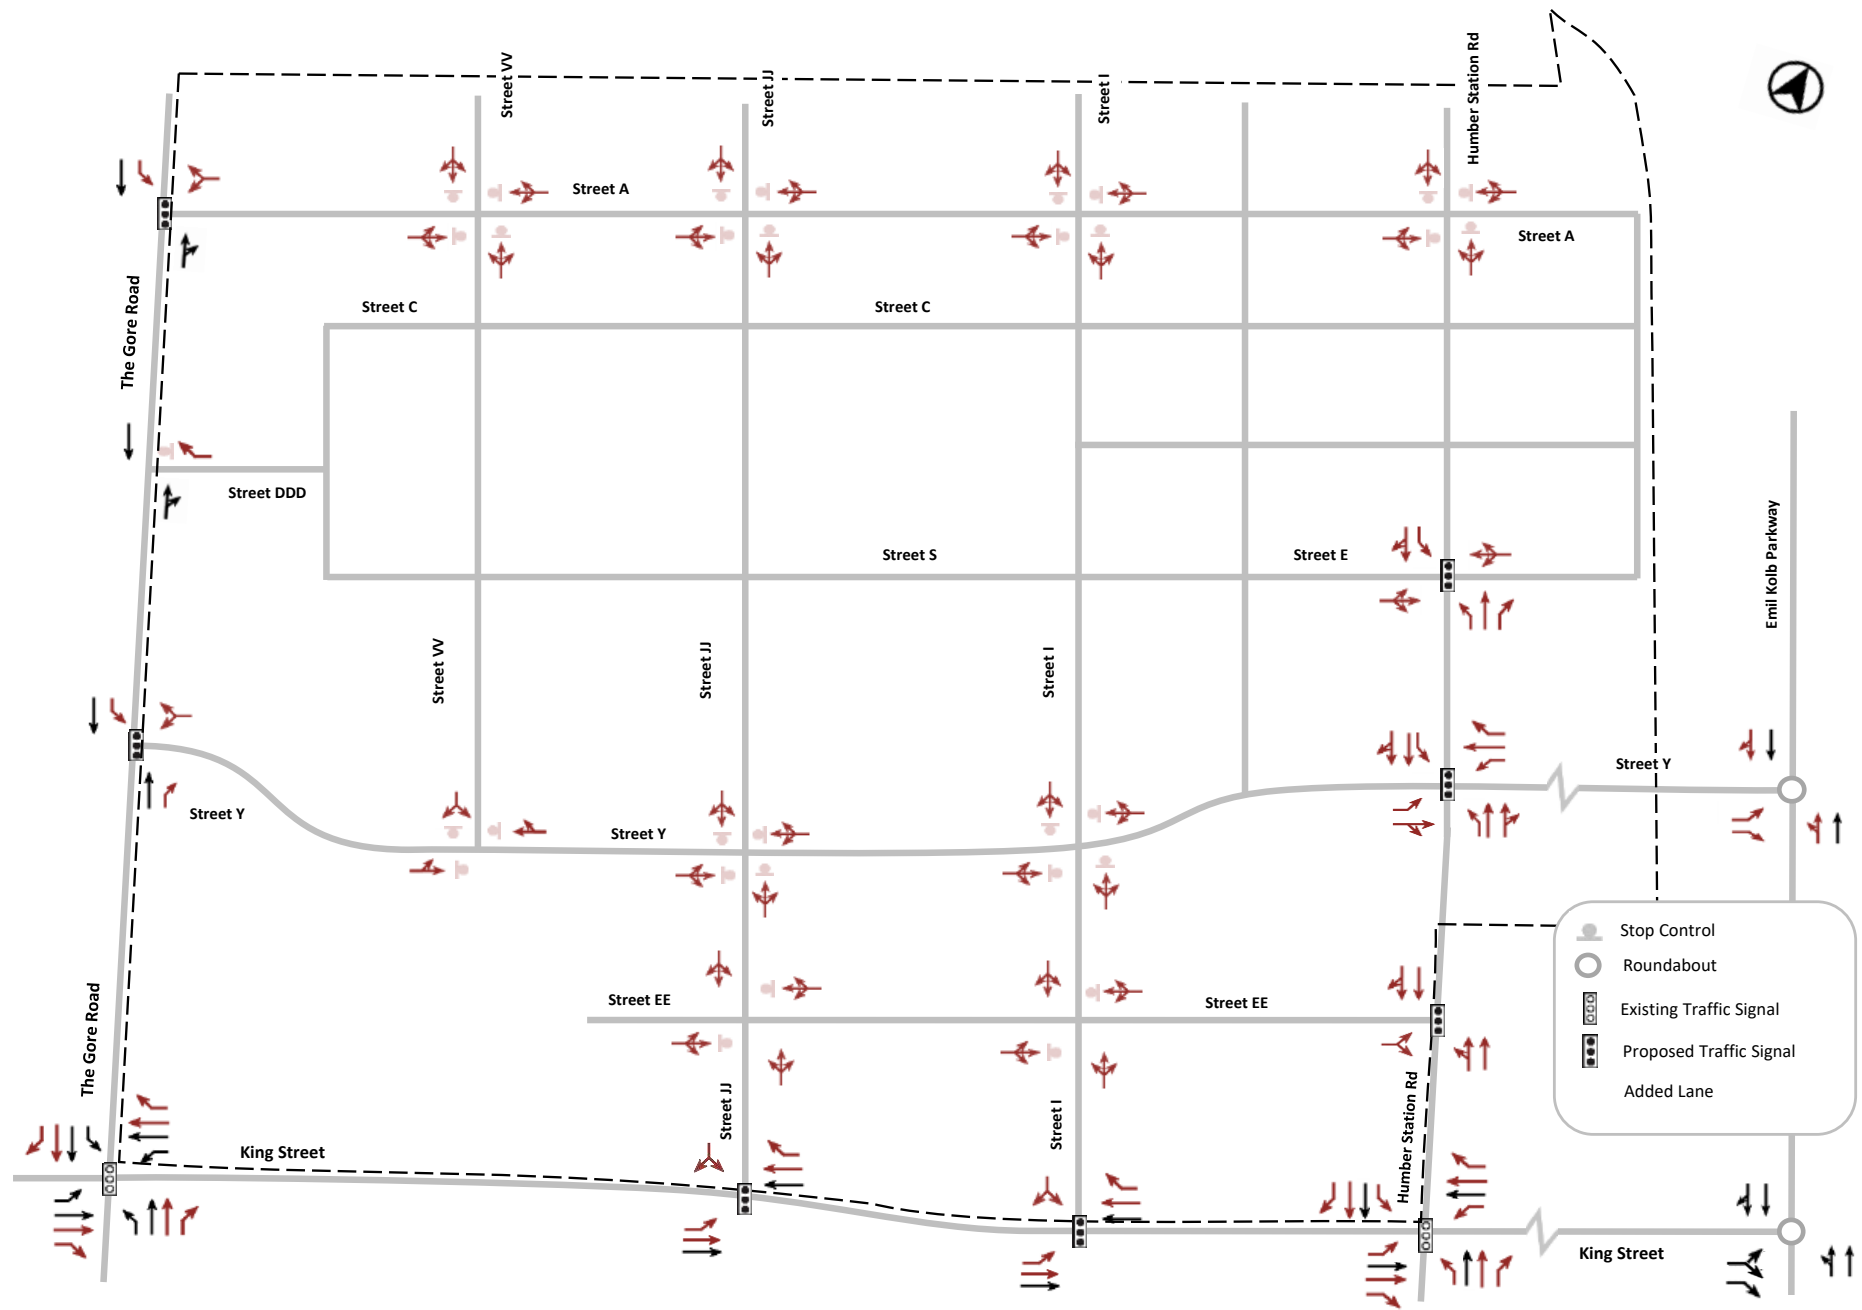 Street VV
Street JJ
Street I
Humber Station Rd
Street A
Street A
The Gore Road
Street C
Street C
Street DDD
Emil Kolb Parkway
Street S
Street E
Street VV
Street JJ
Street I
Street Y
Street Y
Street Y
Stop Control
Roundabout
Existing Traffic Signal
Proposed Traffic Signal
Added Lane
The Gore Road
Street EE
Street EE
Humber Station Rd
Street JJ
Street I
King Street
King Street